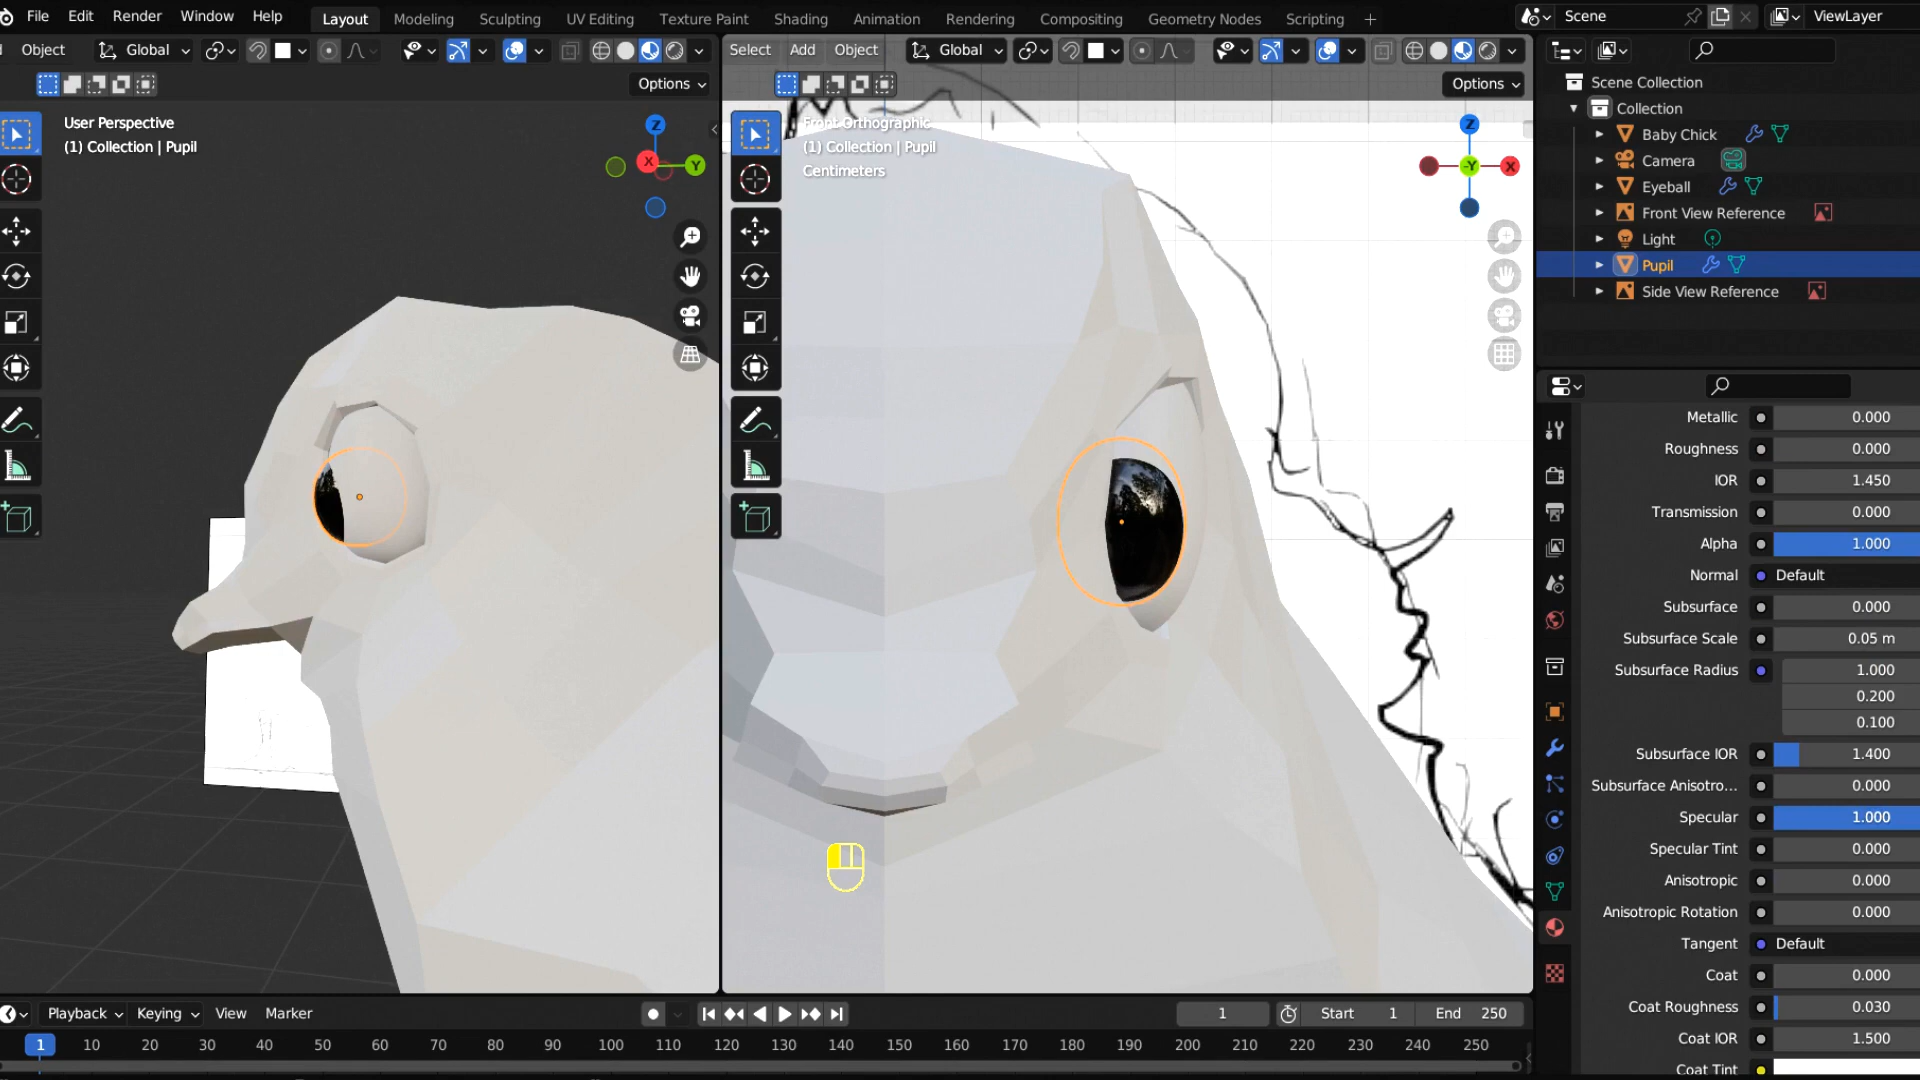 File Edit Render Window Help Layout Modeling Sculpting UV Editing Texture Paint Shading Animation Rendering Compositing Geometry Nodes Scripting + Scene ViewLayer
Object Global Select Add Object Global
Options Options
User Perspective
(1) Collection | Pupil
Front Orthographic
(1) Collection | Pupil
Centimeters
Z
X
Y
Z
-Y
X
Scene Collection
Collection
Baby Chick
Camera
Eyeball
Front View Reference
Light
Pupil
Side View Reference
Metallic 0.000
Roughness 0.000
IOR 1.450
Transmission 0.000
Alpha 1.000
Normal Default
Subsurface 0.000
Subsurface Scale 0.05 m
Subsurface Radius 1.000
0.200
0.100
Subsurface IOR 1.400
Subsurface Anisotro... 0.000
Specular 1.000
Specular Tint 0.000
Anisotropic 0.000
Anisotropic Rotation 0.000
Tangent Default
Coat 0.000
Coat Roughness 0.030
Coat IOR 1.500
Coat Tint
Playback Keying View Marker 1 Start 1 End 250
1 10 20 30 40 50 60 70 80 90 100 110 120 130 140 150 160 170 180 190 200 210 220 230 240 250